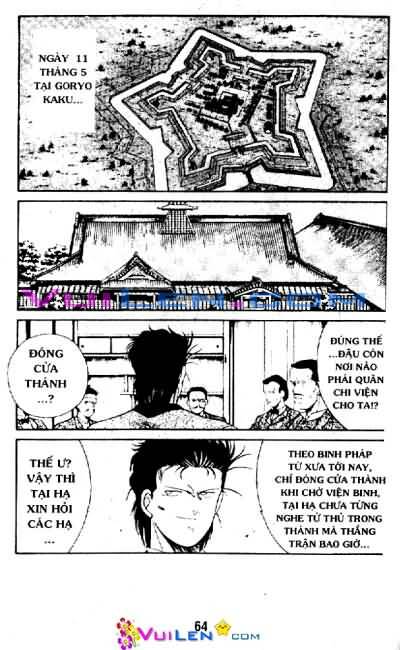 NGÀY 11
THÁNG 5
TẠI GORYO
KAKU...
VUILEN.COM
ĐÓNG
CỬA
THÀNH
...?
ĐÚNG THẾ
...ĐẬU CÒN
NƠI NÀO
PHÁI QUÂN
CHI VIỆN
CHO TA!?
THẾ Ư?
VẬY THÌ
TẠI HẠ
XIN HỎI
CÁC HẠ
...
THEO BINH PHÁP
TỪ XƯA TỚI NAY,
CHỈ ĐÓNG CỬA THÀNH
KHI CHỜ VIỆN BINH,
TẠI HẠ CHƯA TỪNG
NGHE TỬ THỦ TRONG
THÀNH MÀ THẮNG
TRẬN BAO GIỜ...
64
VUILEN.COM